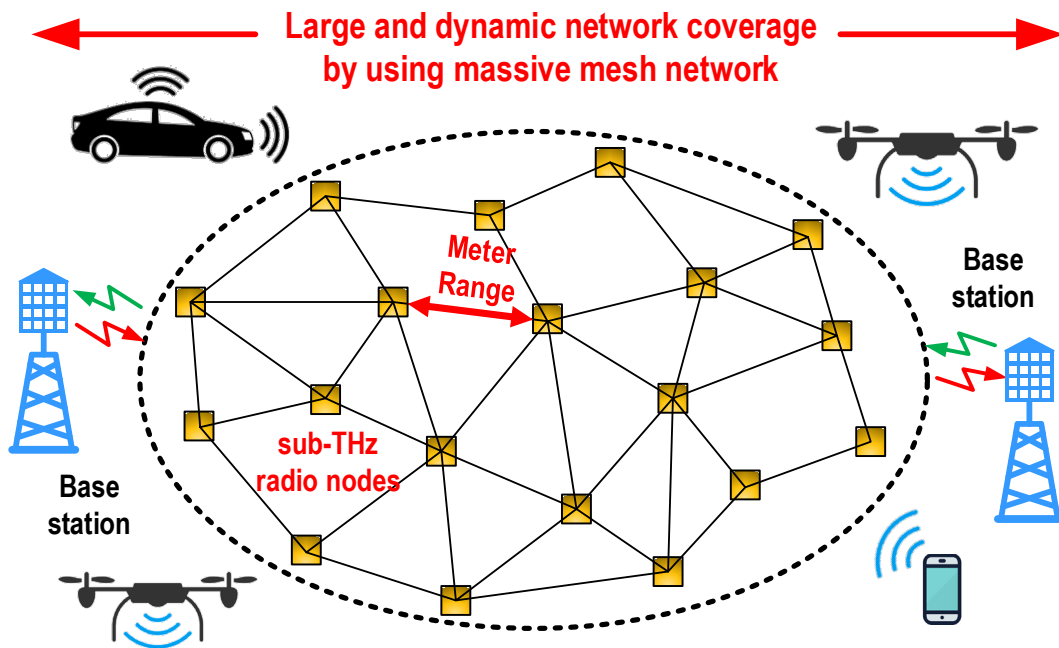 Large and dynamic network coverage
by using massive mesh network
Meter
Range
Base
station
sub-THz
radio nodes
Base
station